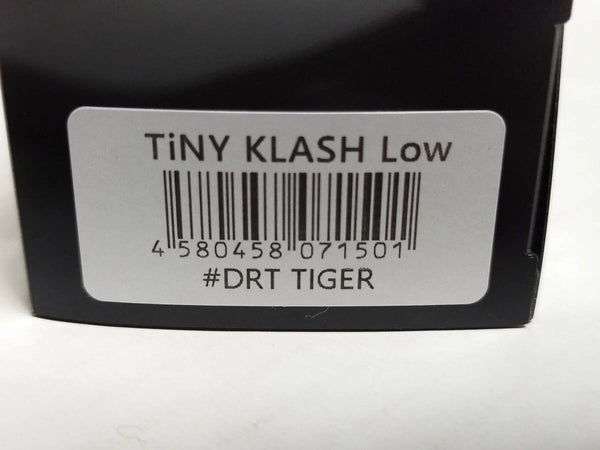 TiNY KLASH Low
4 580458 071501
#DRT TIGER